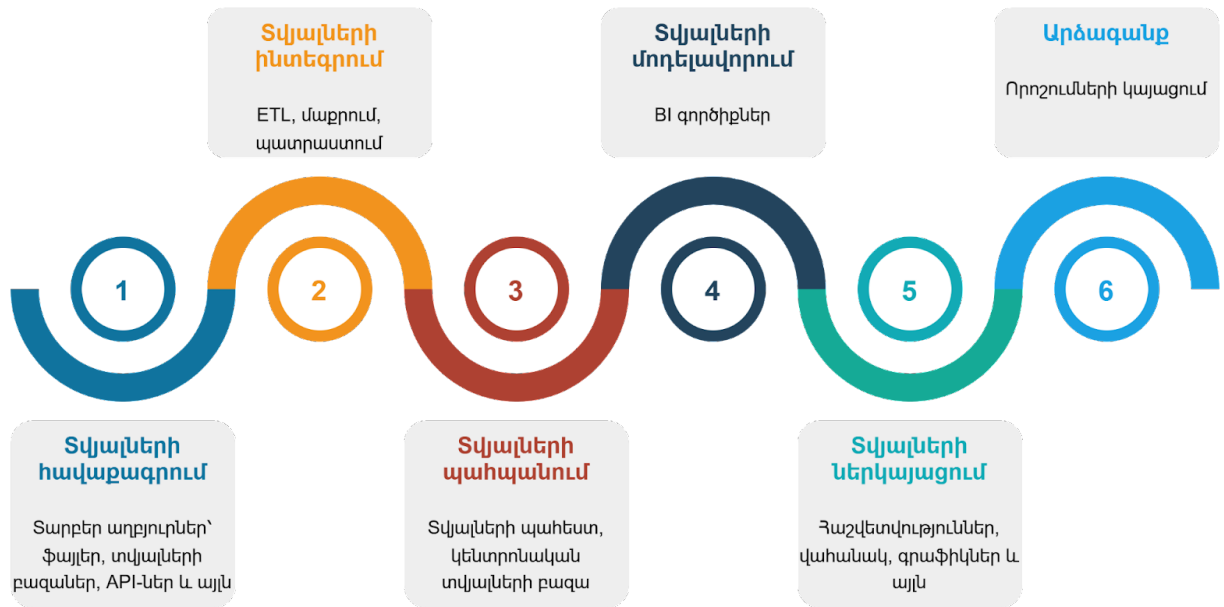 Տվյալների
ինտեգրում
ETL, մաքրում,
պատրաստում
Տվյալների
մոդելավորում
BI գործիքներ
Արձագանք
Որոշումների կայացում
1
2
3
4
5
6
Տվյալների
հավաքագրում
Տարբեր աղբյուրներ՝
ֆայլեր, տվյալների
բազաներ, API-ներ և այլն
Տվյալների
պահպանում
Տվյալների պահեստ,
կենտրոնական
տվյալների բազա
Տվյալների
ներկայացում
Հաշվետվություններ,
վահանակ, գրաֆիկներ և
այլն